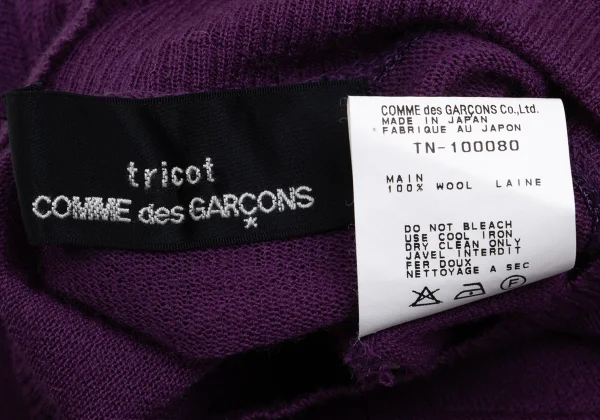 tricot
COMME des GARÇONS
COMME des GARÇONS Co.,Ltd.
MADE IN JAPAN
FABRIQUE AU JAPON
TN-100080
MAIN
100% WOOL LAINE
DO NOT BLEACH
USE COOL IRON
DRY CLEAN ONLY
JAVEL INTERDIT
FER DOUX
NETTOYAGE A SEC
F